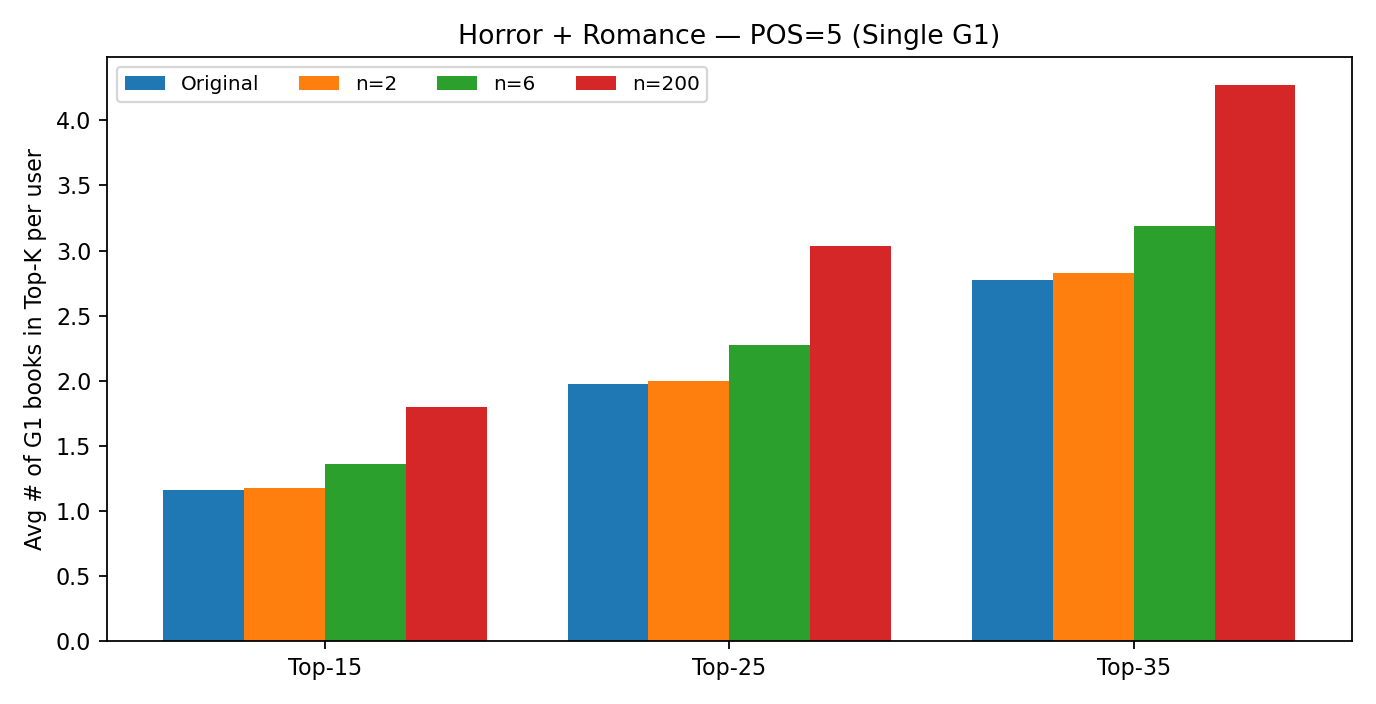 Horror + Romance — POS=5 (Single G1)
Original n=2 n=6 n=200
Avg # of G1 books in Top-K per user
4.0
3.5
3.0
2.5
2.0
1.5
1.0
0.5
0.0
Top-15 Top-25 Top-35